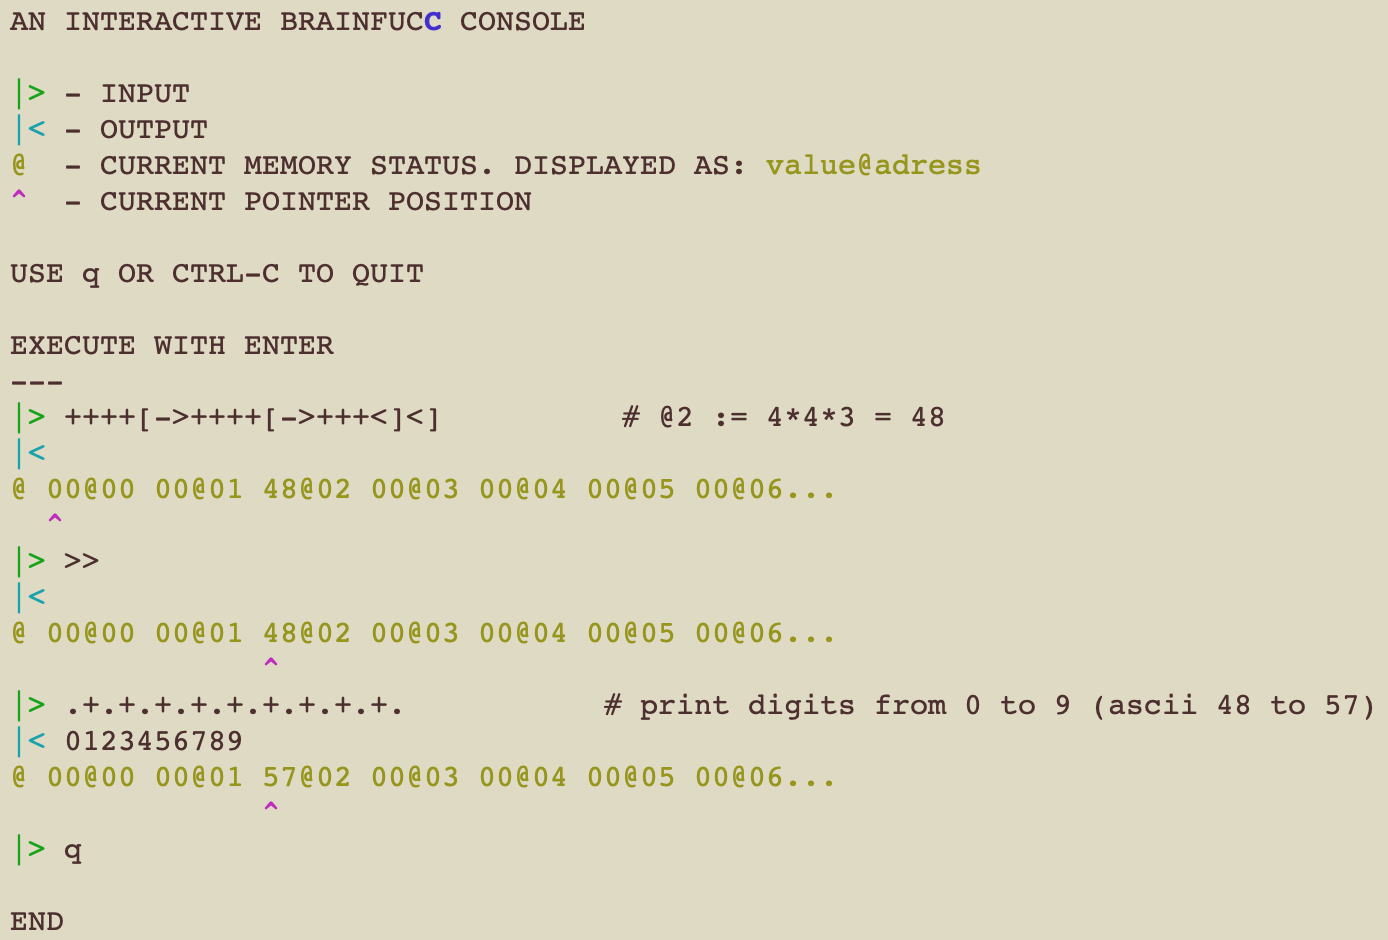 AN INTERACTIVE BRAINFUCC CONSOLE
|> - INPUT
|< - OUTPUT
@  - CURRENT MEMORY STATUS. DISPLAYED AS: value@adress
^  - CURRENT POINTER POSITION
USE q OR CTRL-C TO QUIT
EXECUTE WITH ENTER
---
|> ++++[->++++[->+++<]<]          # @2 := 4*4*3 = 48
|<
@ 00@00 00@01 48@02 00@03 00@04 00@05 00@06...
  ^
|> >>
|<
@ 00@00 00@01 48@02 00@03 00@04 00@05 00@06...
              ^
|> .+.+.+.+.+.+.+.+.+.           # print digits from 0 to 9 (ascii 48 to 57)
|< 0123456789
@ 00@00 00@01 57@02 00@03 00@04 00@05 00@06...
              ^
|> q
END